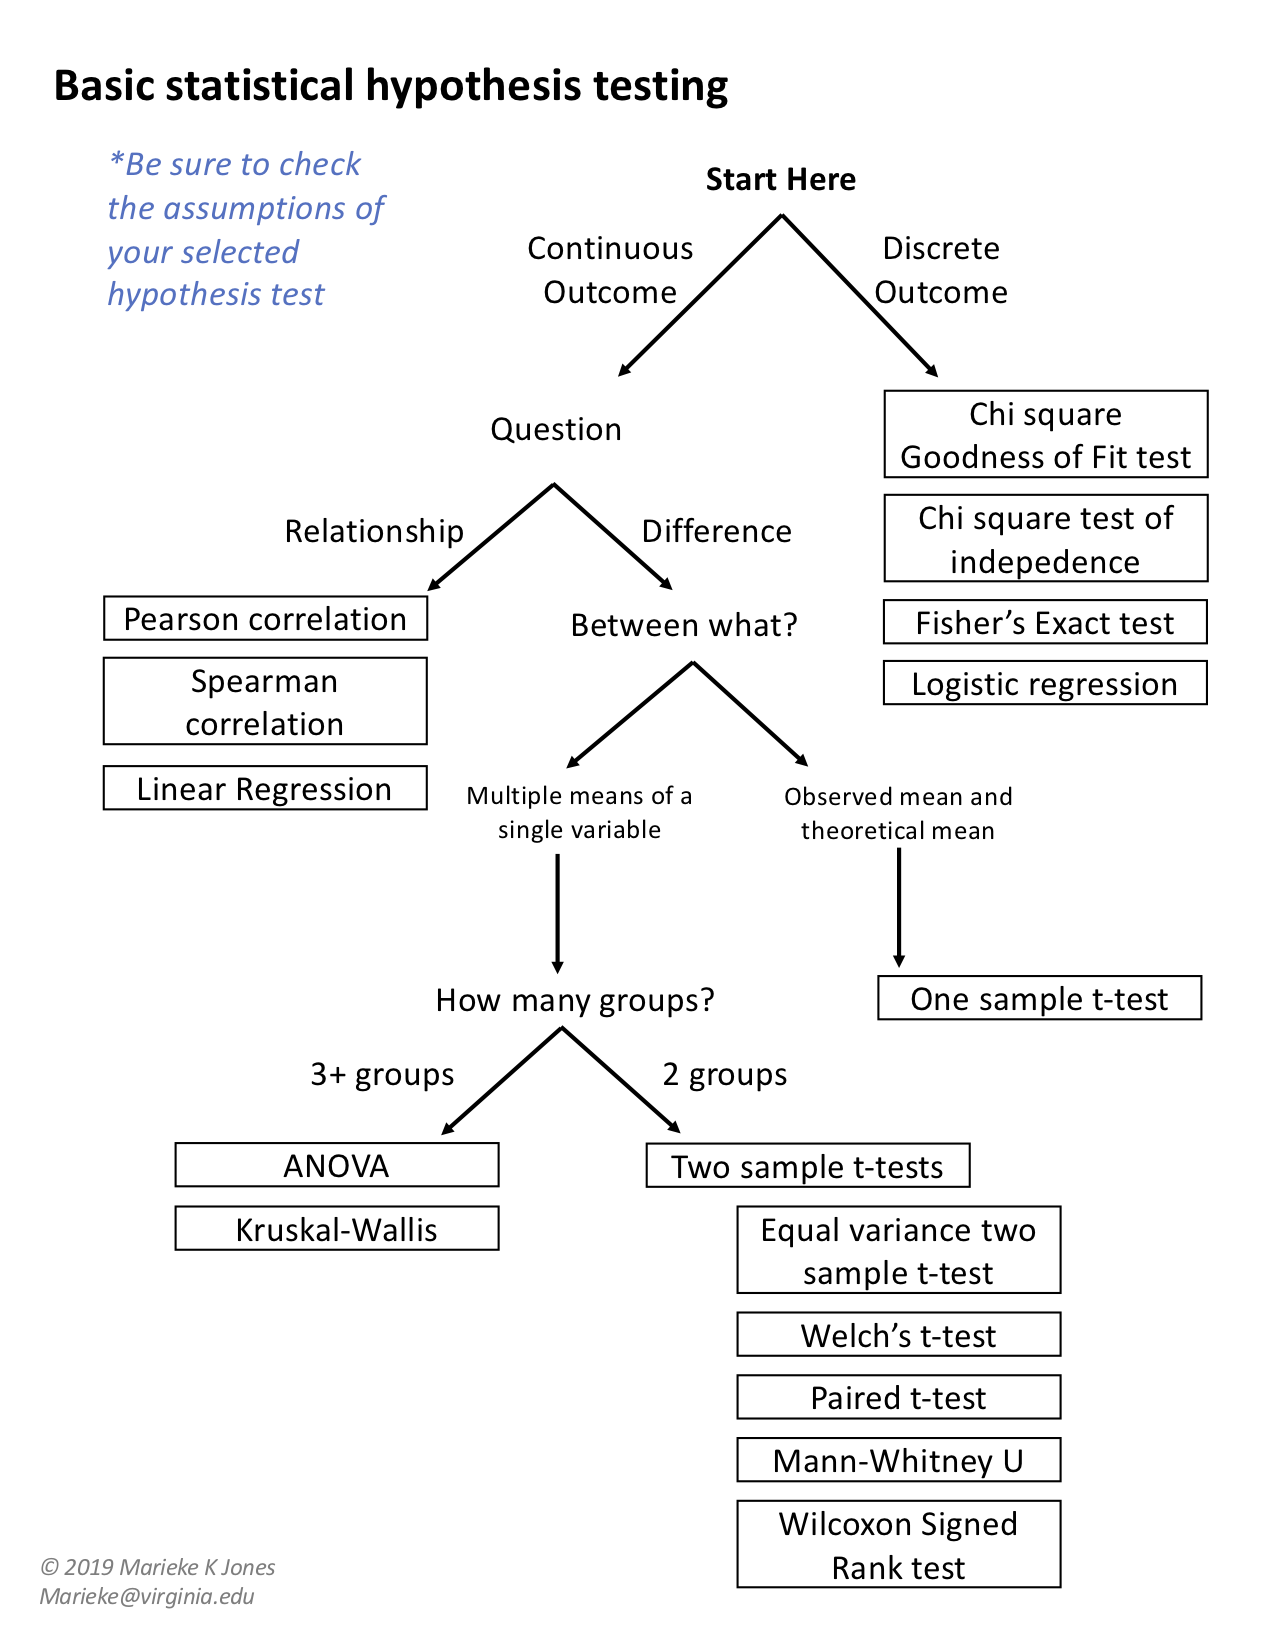 Basic statistical hypothesis testing
*Be sure to check
the assumptions of
your selected
hypothesis test
Start Here
Continuous
Outcome
Discrete
Outcome
Question
Chi square
Goodness of Fit test
Chi square test of
indepedence
Fisher’s Exact test
Logistic regression
Relationship
Difference
Pearson correlation
Spearman
correlation
Linear Regression
Between what?
Multiple means of a
single variable
Observed mean and
theoretical mean
How many groups?
One sample t-test
3+ groups
2 groups
ANOVA
Kruskal-Wallis
Two sample t-tests
Equal variance two
sample t-test
Welch’s t-test
Paired t-test
Mann-Whitney U
Wilcoxon Signed
Rank test
© 2019 Marieke K Jones
Marieke@virginia.edu